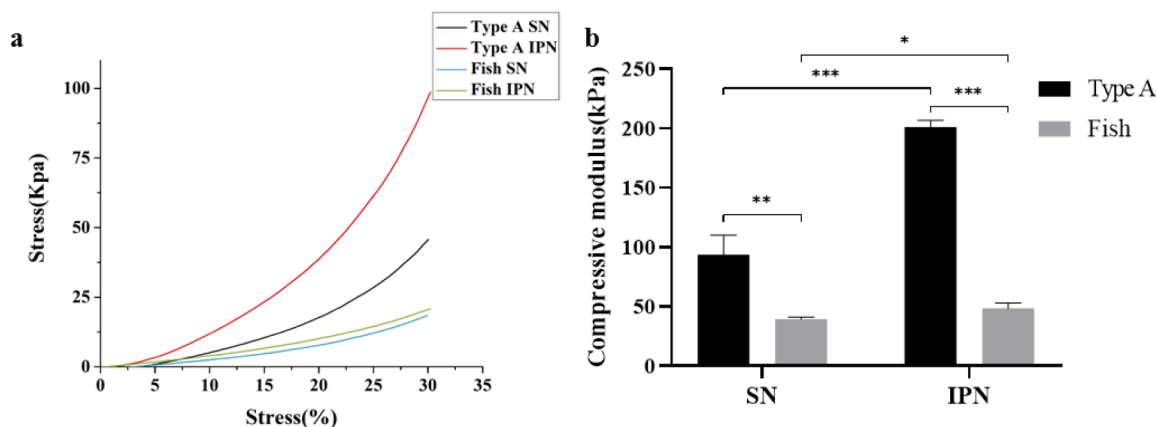 a
Type A SN
Type A IPN
Fish SN
Fish IPN
Stress(Kpa)
100
75
50
25
0
0 5 10 15 20 25 30 35
Stress(%)
b
Compressive modulus(kPa)
250
200
150
100
50
0
*
***
***
**
Type A
Fish
SN IPN